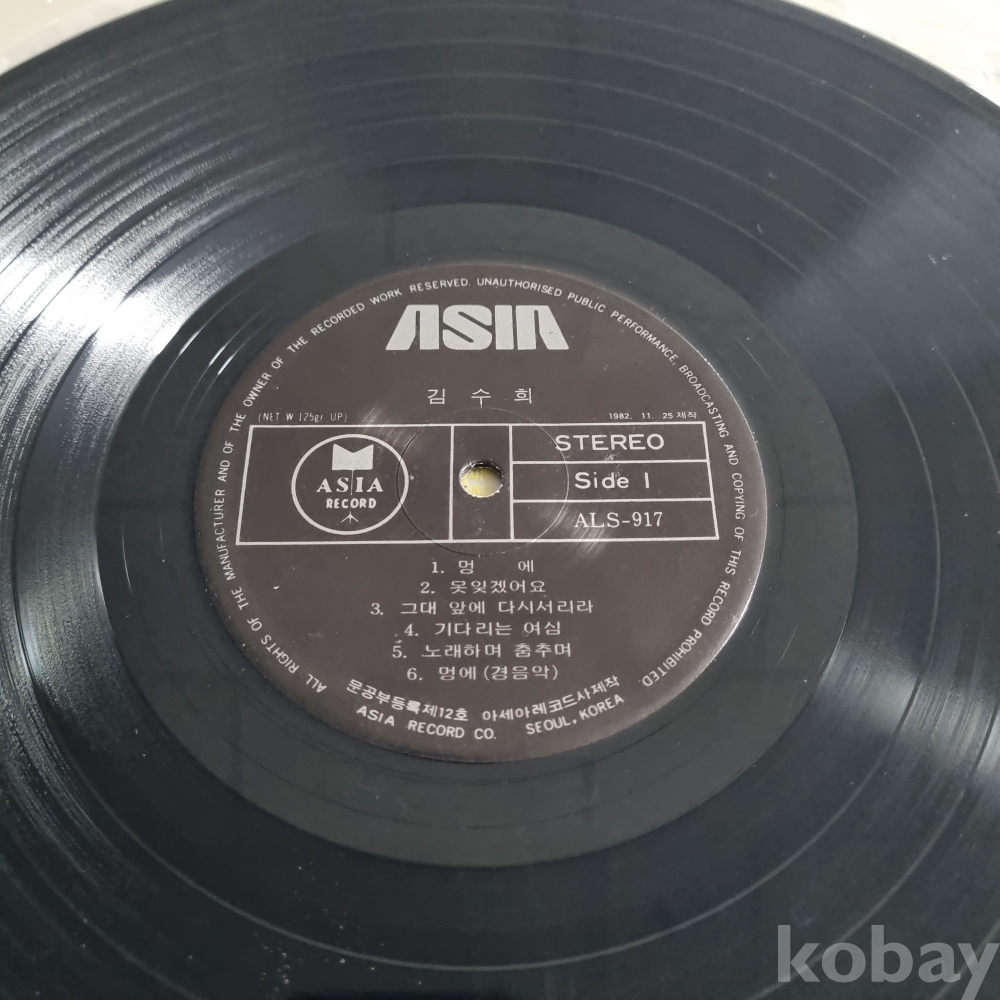 ALL RIGHTS OF THE MANUFACTURER AND OF THE OWNER OF THE RECORDED WORK RESERVED. UNAUTHORISED PUBLIC PERFORMANCE, BROADCASTING AND COPYING OF THIS RECORD PROHIBITED.
ASIA
김 수 희
(NET W 125gr UP)
1982. 11. 25 제작
ASIA
RECORD
STEREO
Side 1
ALS-917
1. 멍 에
2. 못잊겠어요
3. 그대 앞에 다시서리라
4. 기다리는 여심
5. 노래하며 춤추며
6. 멍에 (경음악)
문공부등록제12호 아세아레코드사제작
ASIA RECORD CO. SEOUL, KOREA
kobay